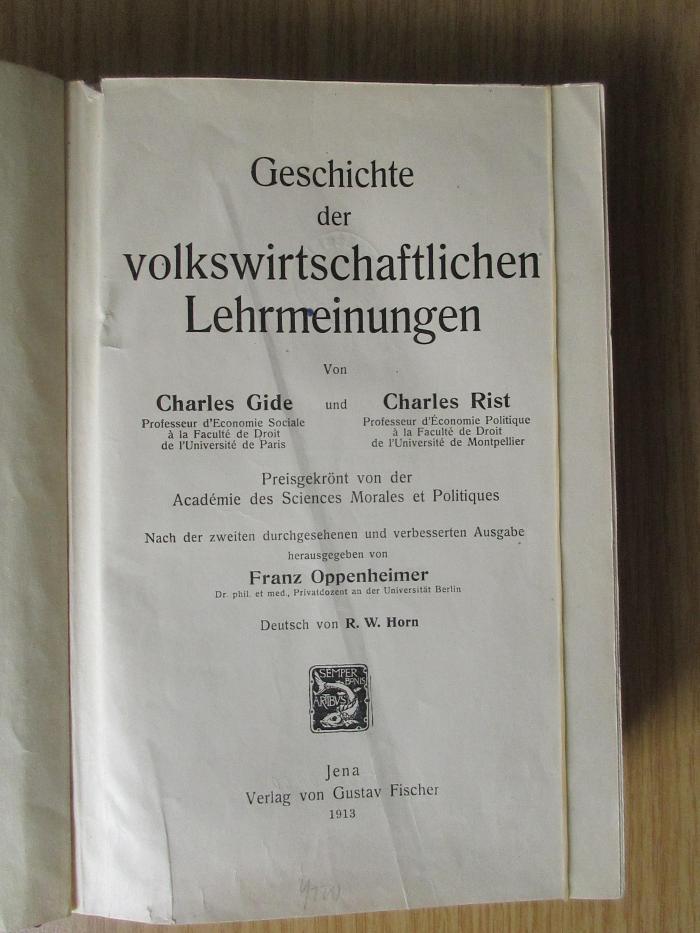 Geschichte
der
volkswirtschaftlichen
Lehrmeinungen
Von
Charles Gide und Charles Rist
Professeur d'Economie Sociale
à la Faculté de Droit
de l'Université de Paris
Professeur d'Économie Politique
à la Faculté de Droit
de l'Université de Montpellier
Preisgekrönt von der
Académie des Sciences Morales et Politiques
Nach der zweiten durchgesehenen und verbesserten Ausgabe
herausgegeben von
Franz Oppenheimer
Dr. phil. et med., Privatdozent an der Universität Berlin
Deutsch von R. W. Horn
SEMPER
BONIS
ARTIBVS
Jena
Verlag von Gustav Fischer
1913